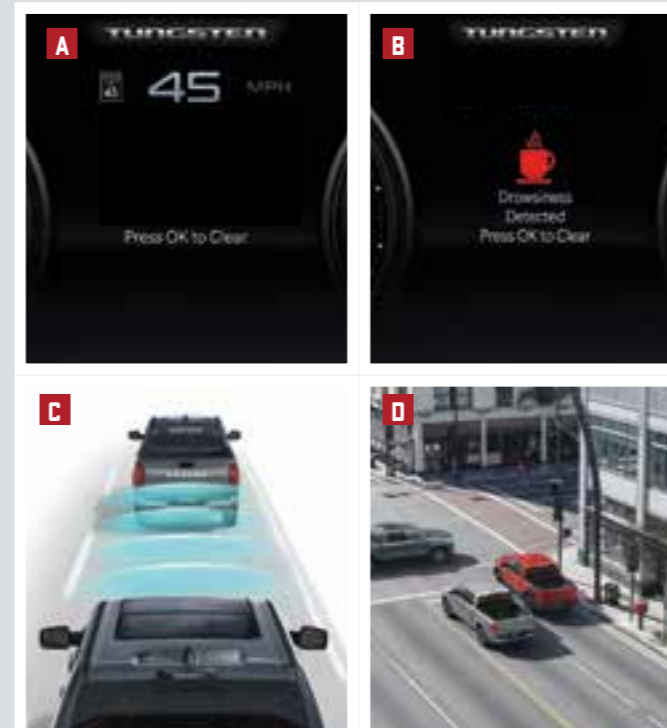 A
TUNGSTEN
45 MPH
Press OK to Clear
B
TUNGSTEN
Drowsiness
Detected
Press OK to Clear
C
D